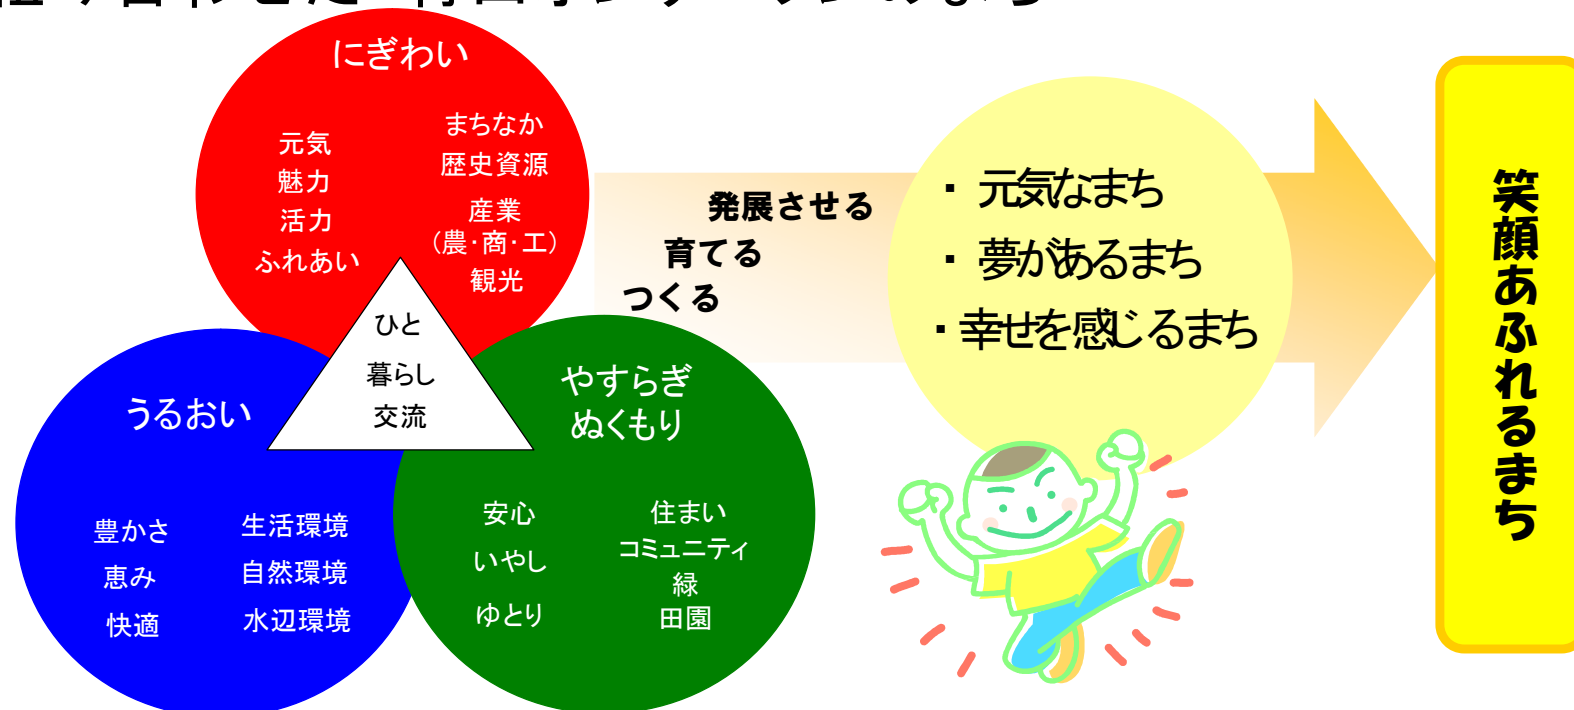 にぎわい
元気
魅力
活力
ふれあい
まちなか
歴史資源
産業
(農・商・工)
観光
ひと
暮らし
交流
うるおい
豊かさ
恵み
快適
生活環境
自然環境
水辺環境
やすらぎ
ぬくもり
安心
いやし
ゆとり
住まい
コミュニティ
緑
田園
発展させる
育てる
つくる
・ 元気なまち
・ 夢があるまち
・幸せを感じるまち
笑顔あふれるまち